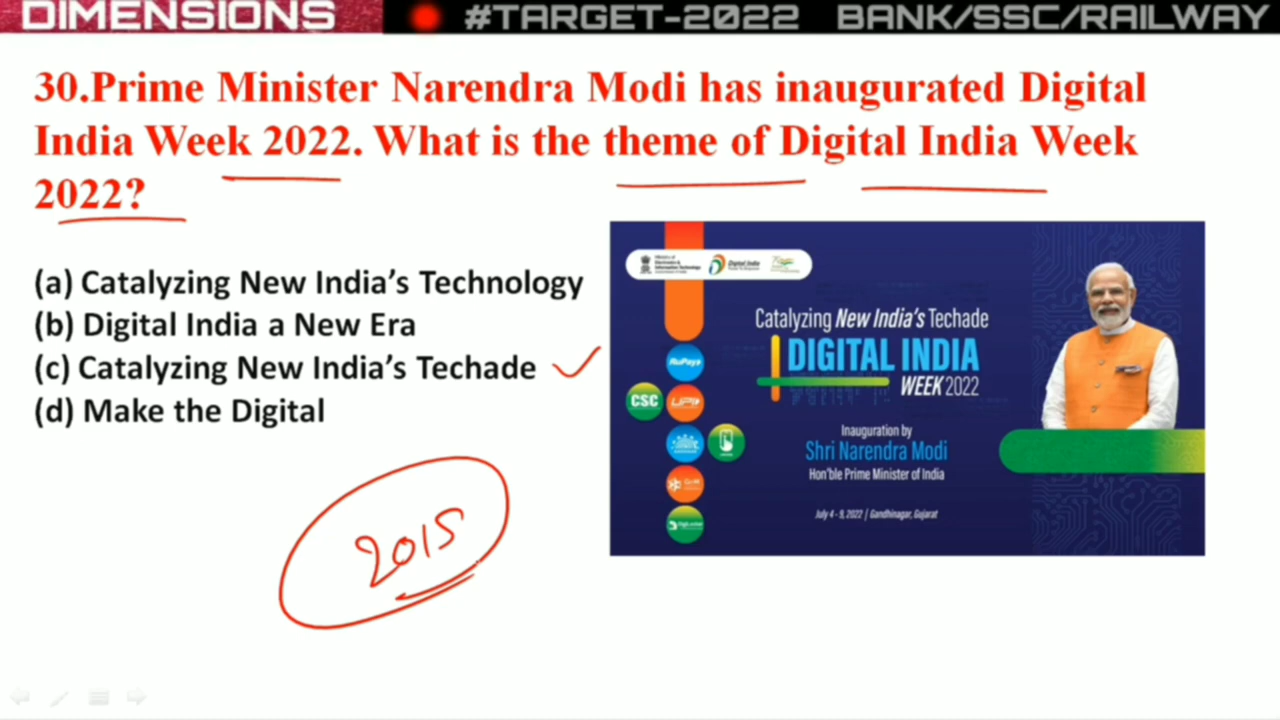 DIMENSIONS
#TARGET-2022 BANK/SSC/RAILWAY
30.Prime Minister Narendra Modi has inaugurated Digital
India Week 2022. What is the theme of Digital India Week
2022?
(a) Catalyzing New India's Technology
(b) Digital India a New Era
(c) Catalyzing New India's Techade
(d) Make the Digital
2015
Digital India
Catalyzing New India's Techade
DIGITAL INDIA
WEEK 2022
RuPay
CSC
UPI
Inauguration by
Shri Narendra Modi
Hon'ble Prime Minister of India
July 4 - 9, 2022 | Gandhinagar, Gujarat